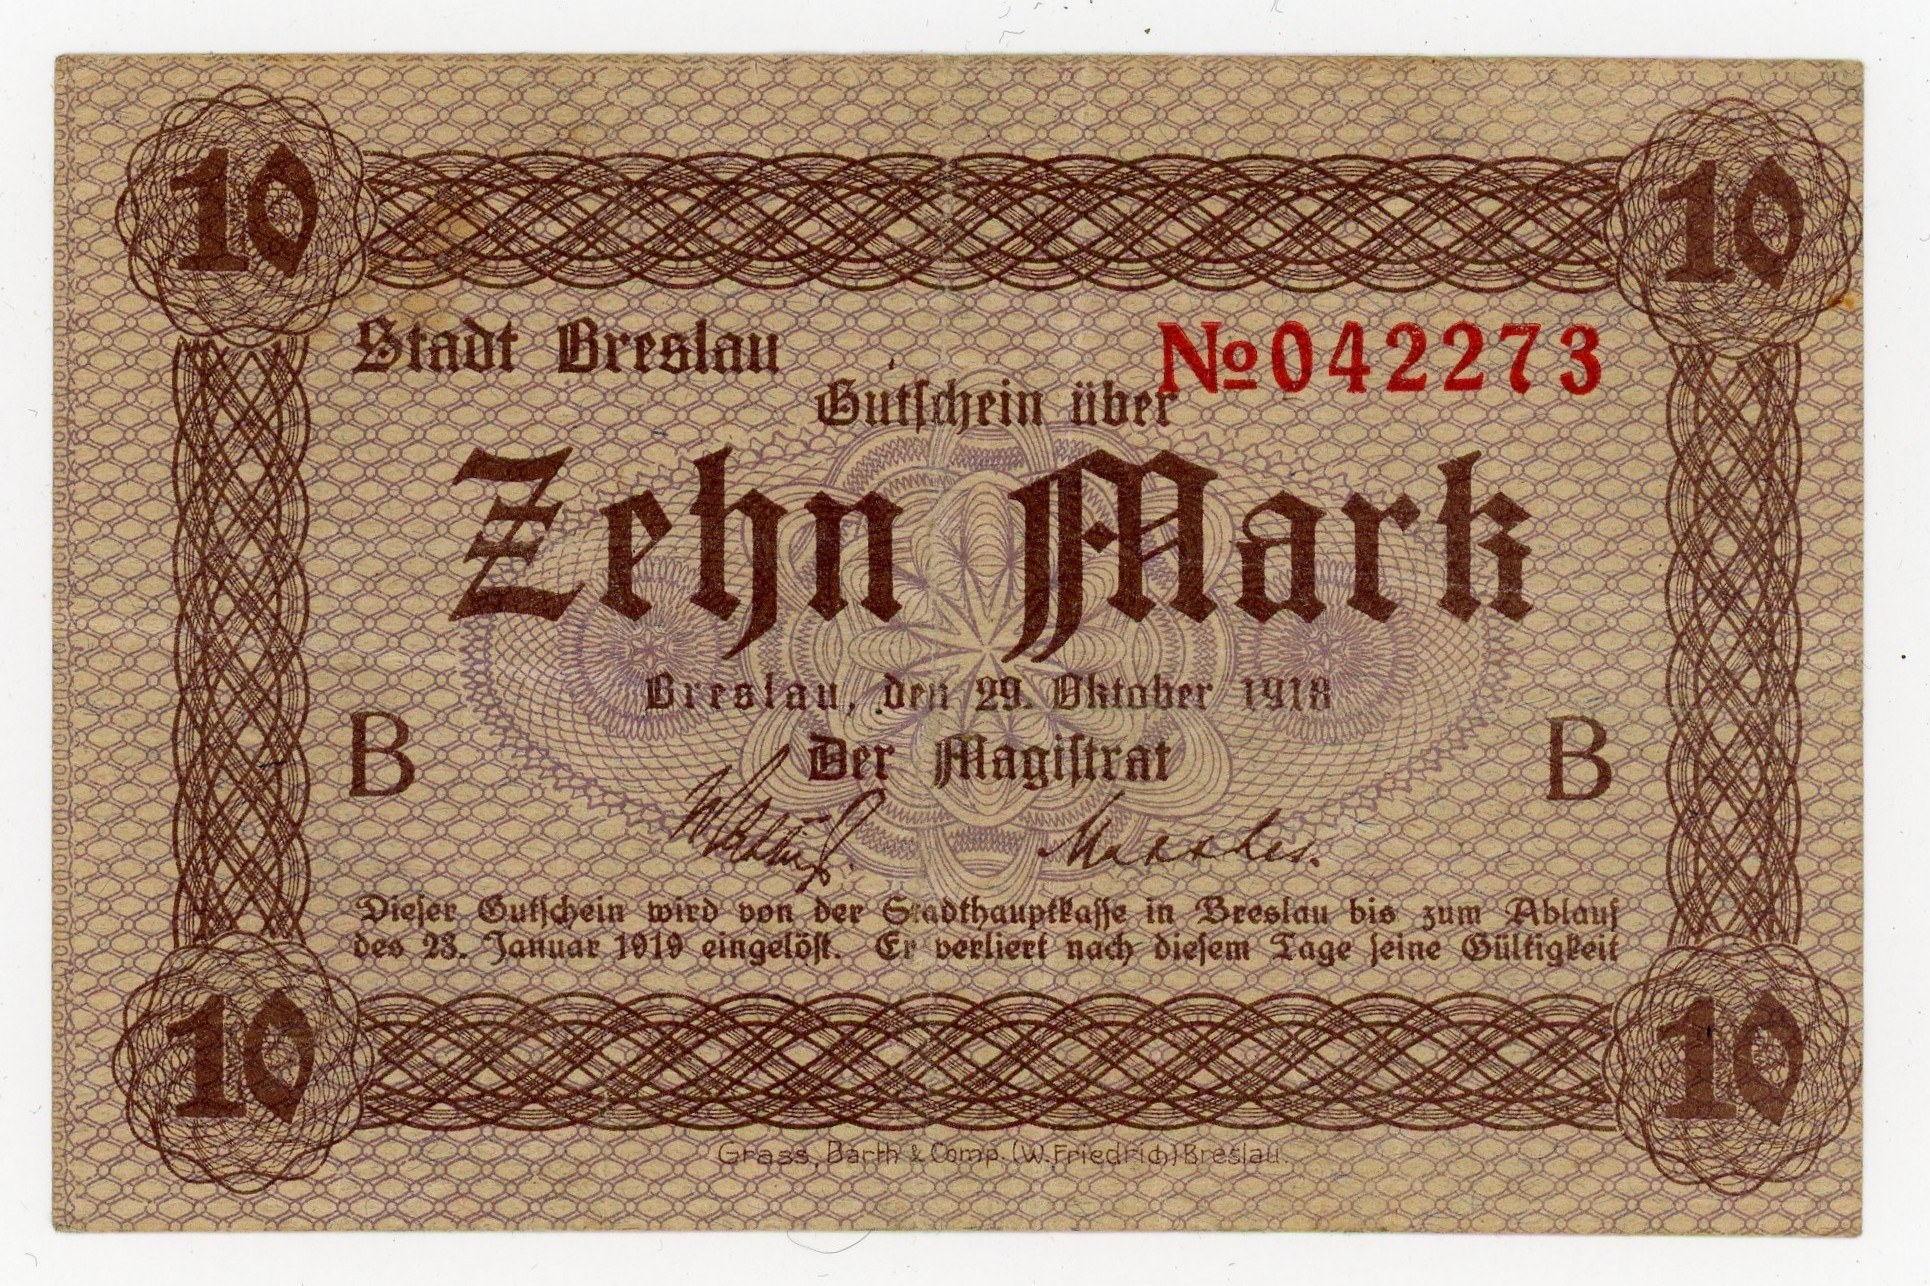 10
10
Stadt Breslau
No 042273
Gutschein über
Zehn Mark
Breslau, den 29. Oktober 1918
B
B
Der Magistrat
Dieser Gutschein wird von der Stadthauptkasse in Breslau bis zum Ablauf
des 23. Januar 1919 eingelöst. Er verliert nach diesem Tage seine Gültigkeit
10
10
Grass, Barth & Comp. (W. Friedrich) Breslau.